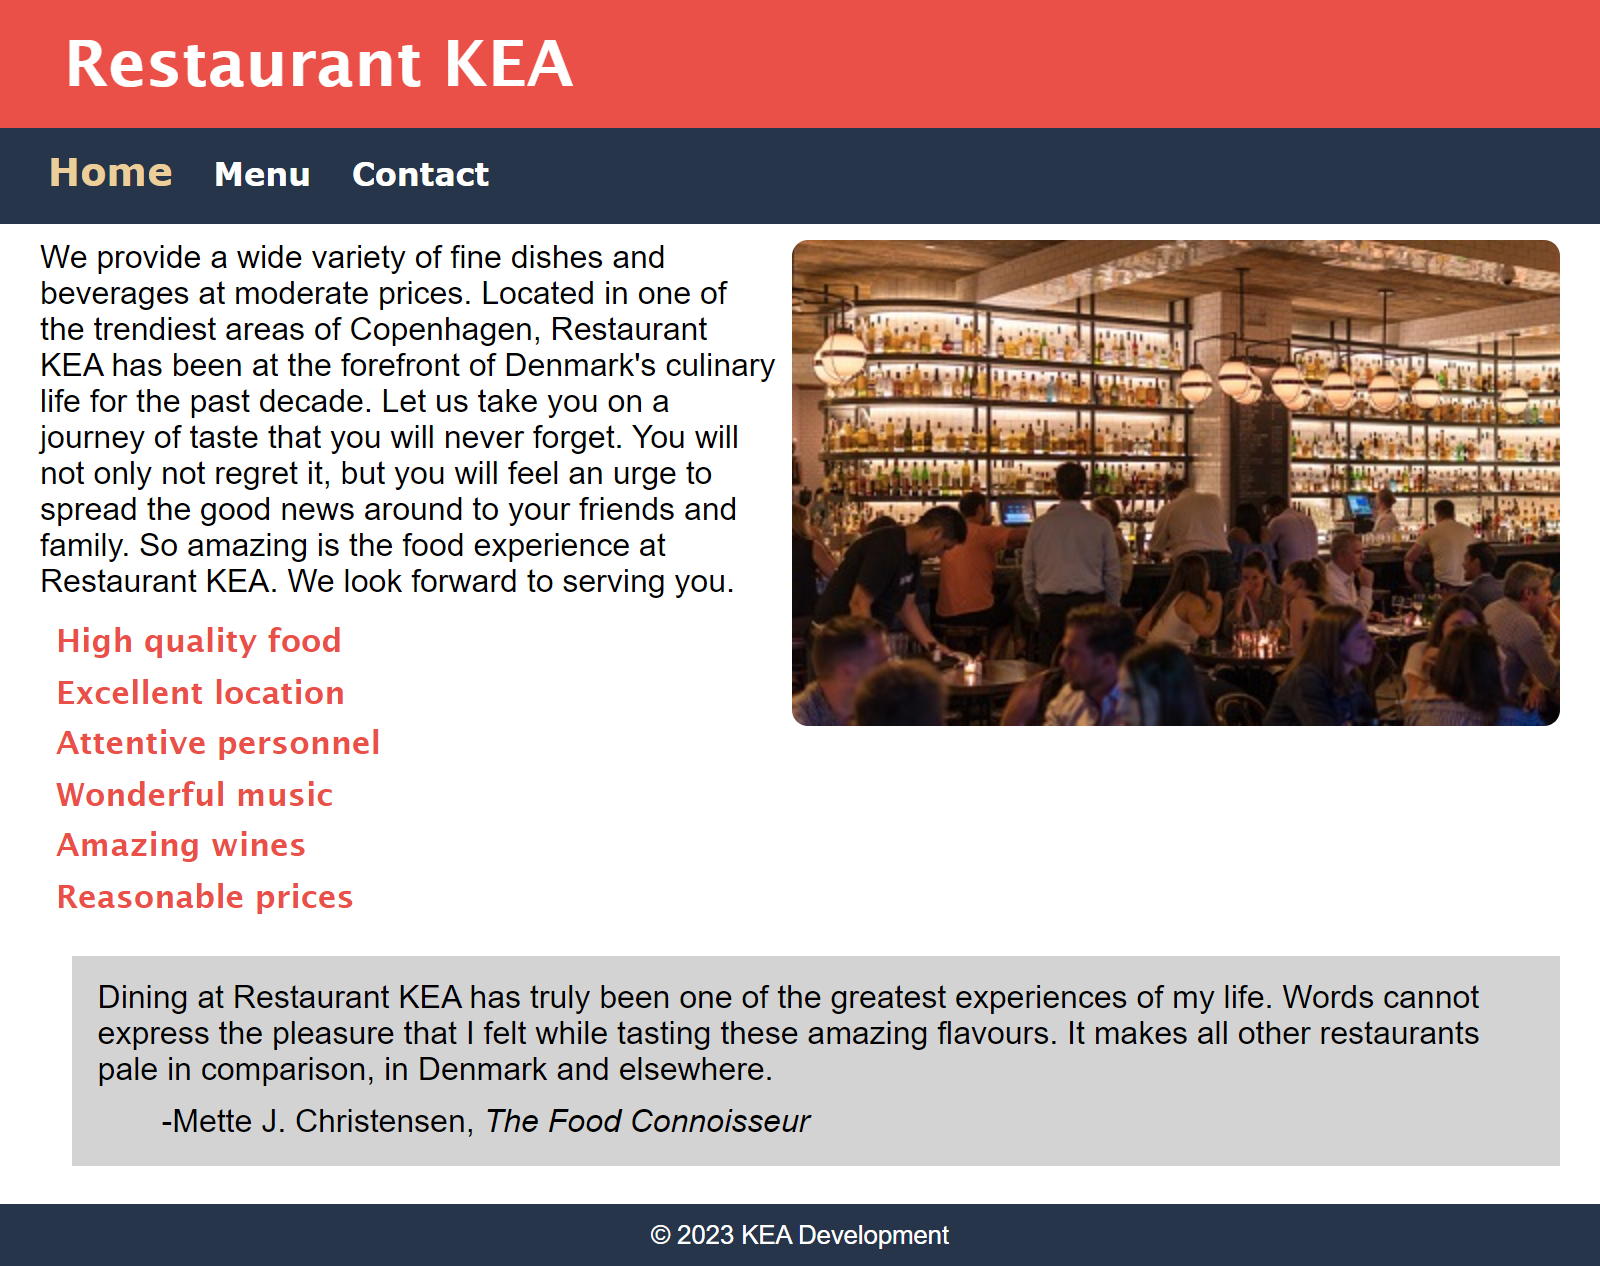 Restaurant KEA
Home Menu Contact
We provide a wide variety of fine dishes and
beverages at moderate prices. Located in one of
the trendiest areas of Copenhagen, Restaurant
KEA has been at the forefront of Denmark's culinary
life for the past decade. Let us take you on a
journey of taste that you will never forget. You will
not only not regret it, but you will feel an urge to
spread the good news around to your friends and
family. So amazing is the food experience at
Restaurant KEA. We look forward to serving you.
High quality food
Excellent location
Attentive personnel
Wonderful music
Amazing wines
Reasonable prices
Dining at Restaurant KEA has truly been one of the greatest experiences of my life. Words cannot
express the pleasure that I felt while tasting these amazing flavours. It makes all other restaurants
pale in comparison, in Denmark and elsewhere.
-Mette J. Christensen, The Food Connoisseur
© 2023 KEA Development